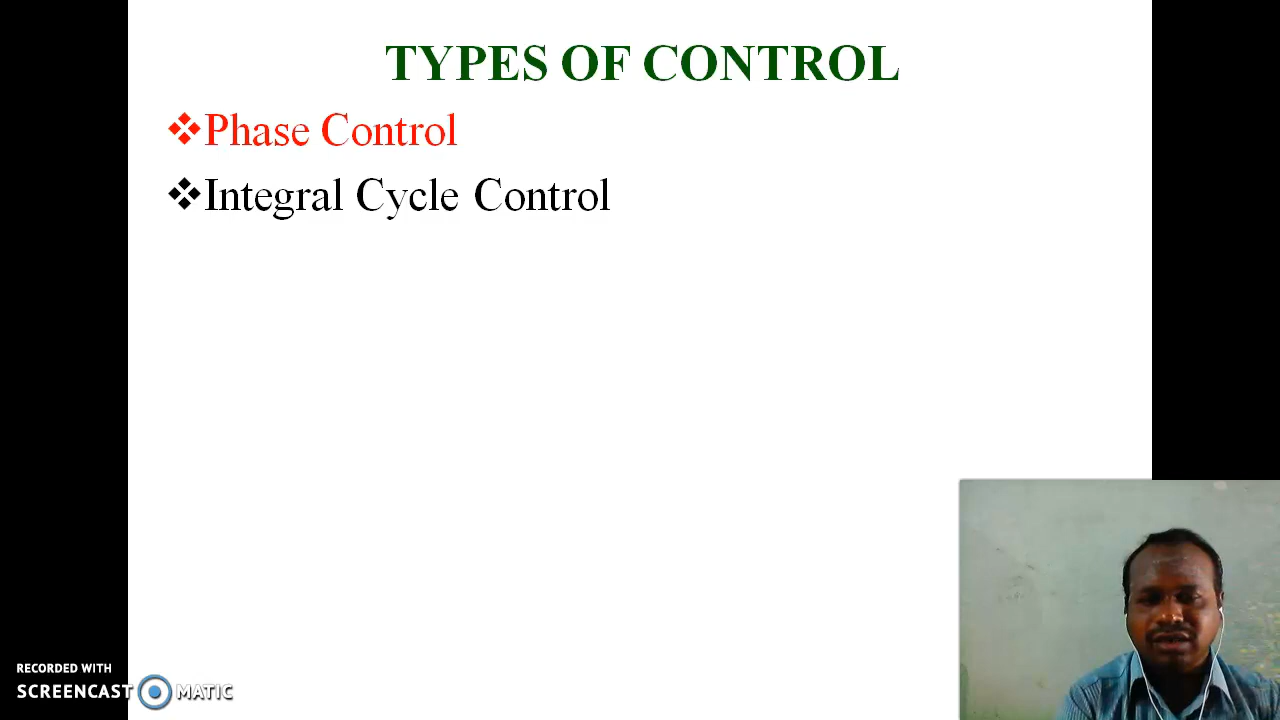 TYPES OF CONTROL
Phase Control
Integral Cycle Control
RECORDED WITH
SCREENCAST MATIC